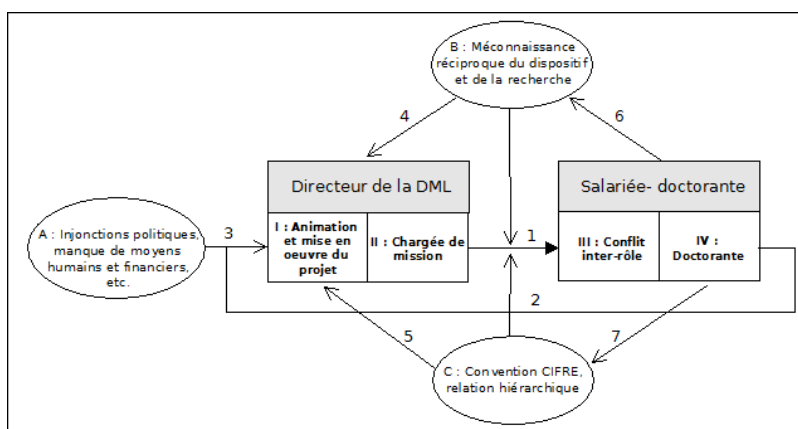 B : Méconnaissance
réciproque du dispositif
et de la recherche
4
6
Directeur de la DML
Salariée- doctorante
A : Injonctions politiques,
manque de moyens
humains et financiers,
etc.
3
I : Animation
et mise en
oeuvre du
projet
II : Chargée de
mission
1
III : Conflit
inter-rôle
IV :
Doctorante
2
5
7
C : Convention CIFRE,
relation hiérarchique